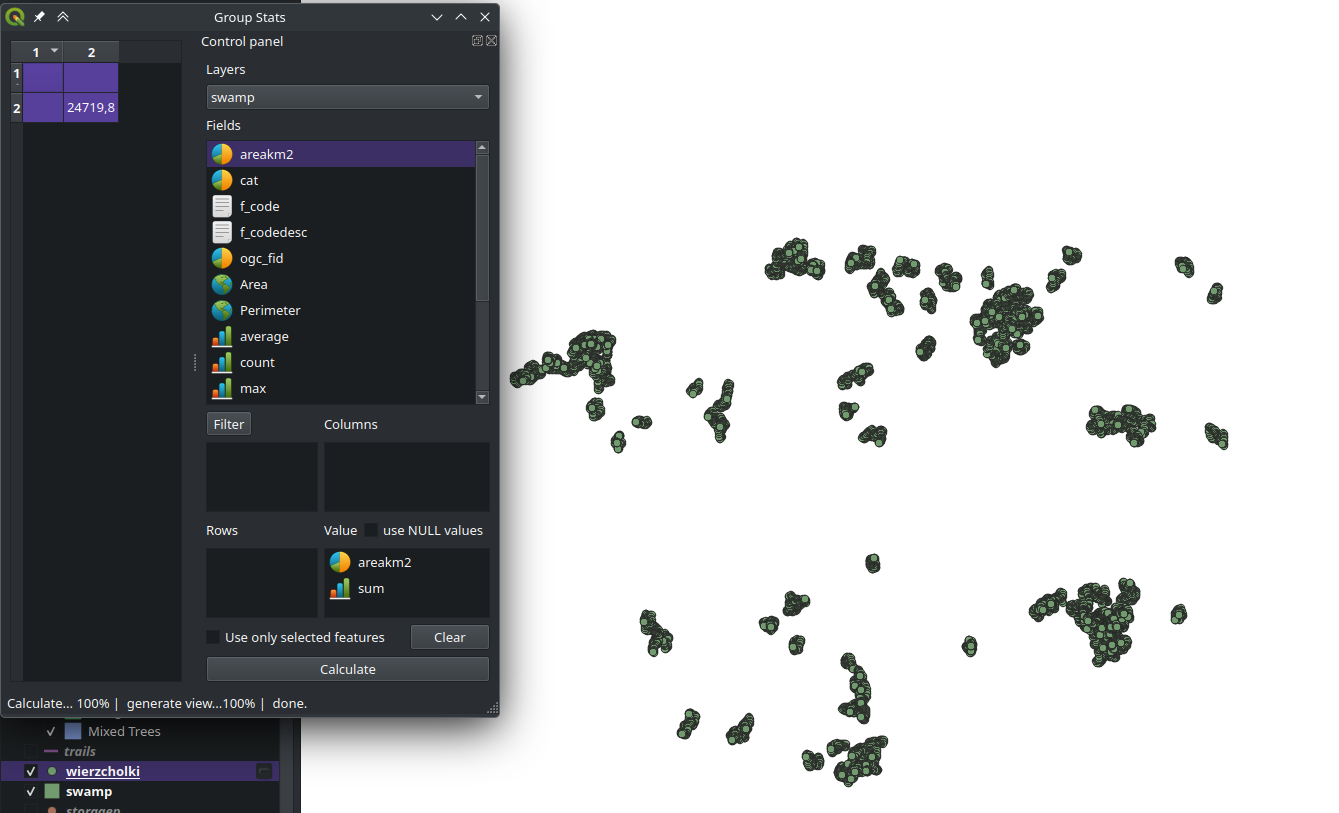 Group Stats
1 2
1
2 24719,8
Control panel
Layers
swamp
Fields
areakm2
cat
f_code
f_codedesc
ogc_fid
Area
Perimeter
average
count
max
Filter
Columns
Rows
Value use NULL values
areakm2
sum
Use only selected features
Clear
Calculate
Calculate... 100% | generate view...100% | done.
Mixed Trees
trails
wierzcholki
swamp